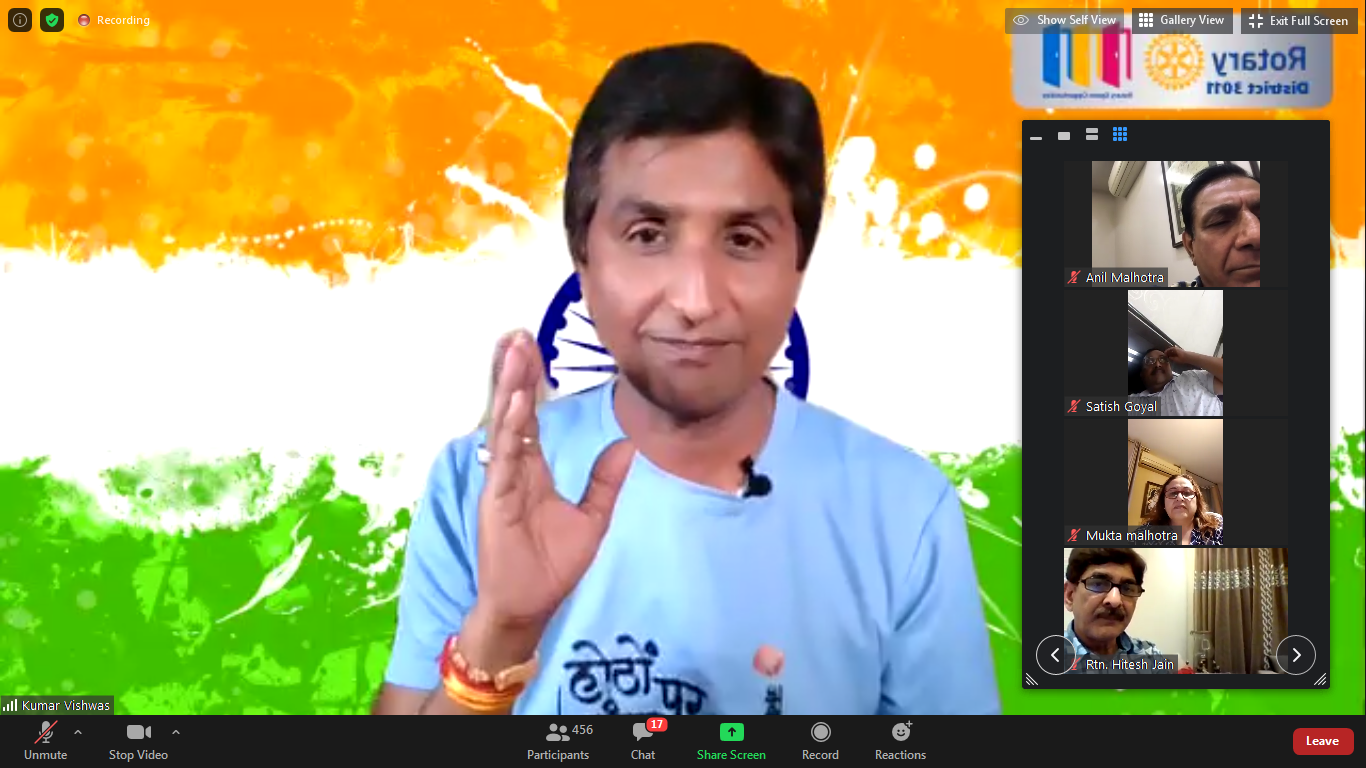 Recording
Show Self View
Gallery View
Exit Full Screen
Rotary
District 3011
Anil Malhotra
Satish Goyal
Mukta malhotra
Rtn. Hitesh Jain
होठों पर
Kumar Vishwas
Unmute
Stop Video
Participants
456
Chat
17
Share Screen
Record
Reactions
Leave